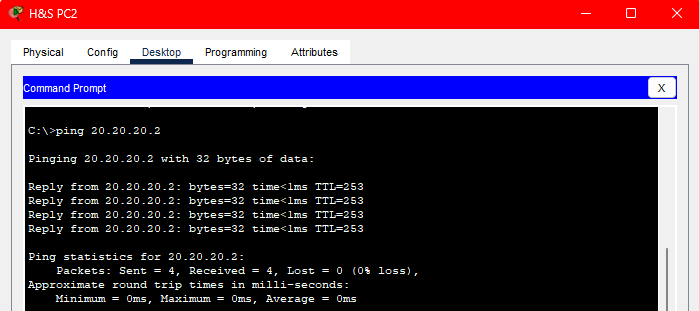 H&S PC2
Physical Config Desktop Programming Attributes
Command Prompt X
C:\>ping 20.20.20.2
Pinging 20.20.20.2 with 32 bytes of data:
Reply from 20.20.20.2: bytes=32 time<1ms TTL=253
Reply from 20.20.20.2: bytes=32 time<1ms TTL=253
Reply from 20.20.20.2: bytes=32 time<1ms TTL=253
Reply from 20.20.20.2: bytes=32 time<1ms TTL=253
Ping statistics for 20.20.20.2:
Packets: Sent = 4, Received = 4, Lost = 0 (0% loss),
Approximate round trip times in milli-seconds:
Minimum = 0ms, Maximum = 0ms, Average = 0ms